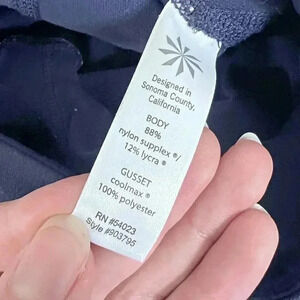 Designed in
Sonoma County,
California
BODY
88%
nylon supplex®/
12% lycra®
GUSSET
coolmax®
100% polyester
RN #54023
Style #903795